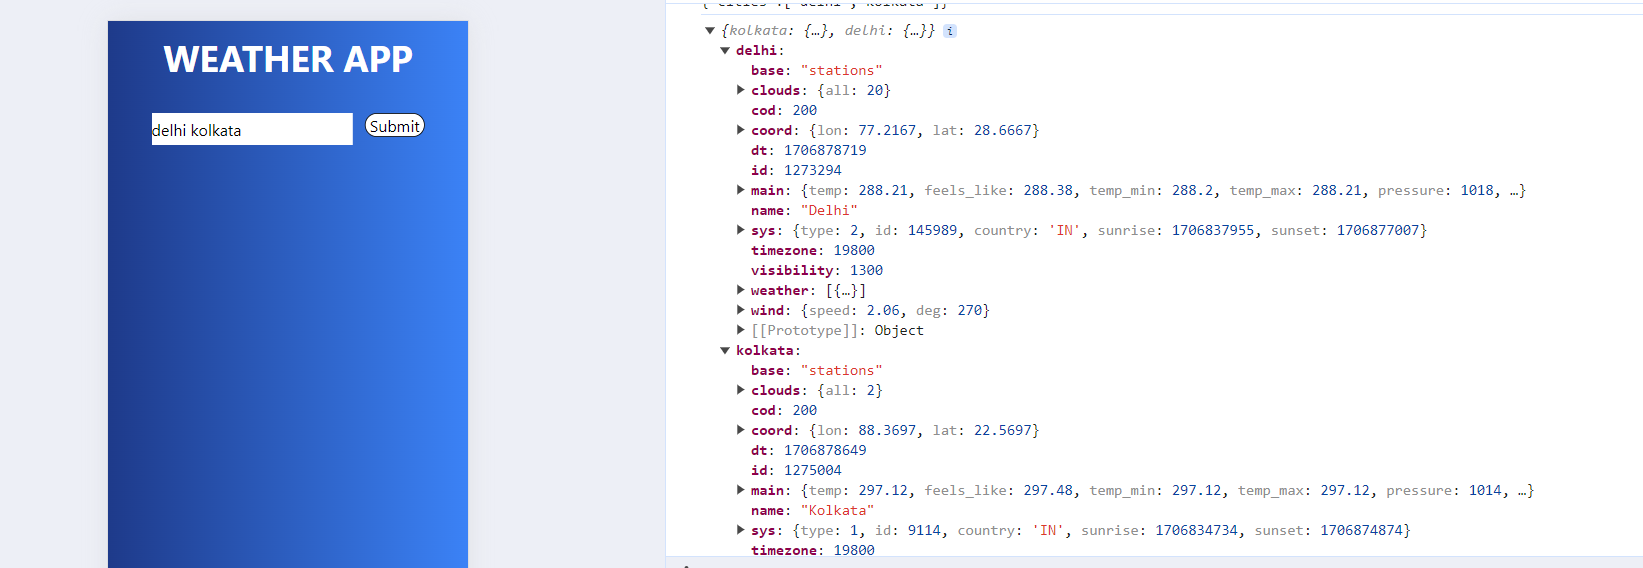 WEATHER APP
delhi kolkata
Submit
{"cities":["delhi","kolkata"]}
{kolkata: {…}, delhi: {…}} i
delhi:
base: "stations"
clouds: {all: 20}
cod: 200
coord: {lon: 77.2167, lat: 28.6667}
dt: 1706878719
id: 1273294
main: {temp: 288.21, feels_like: 288.38, temp_min: 288.2, temp_max: 288.21, pressure: 1018, …}
name: "Delhi"
sys: {type: 2, id: 145989, country: 'IN', sunrise: 1706837955, sunset: 1706877007}
timezone: 19800
visibility: 1300
weather: [{…}]
wind: {speed: 2.06, deg: 270}
[[Prototype]]: Object
kolkata:
base: "stations"
clouds: {all: 2}
cod: 200
coord: {lon: 88.3697, lat: 22.5697}
dt: 1706878649
id: 1275004
main: {temp: 297.12, feels_like: 297.48, temp_min: 297.12, temp_max: 297.12, pressure: 1014, …}
name: "Kolkata"
sys: {type: 1, id: 9114, country: 'IN', sunrise: 1706834734, sunset: 1706874874}
timezone: 19800